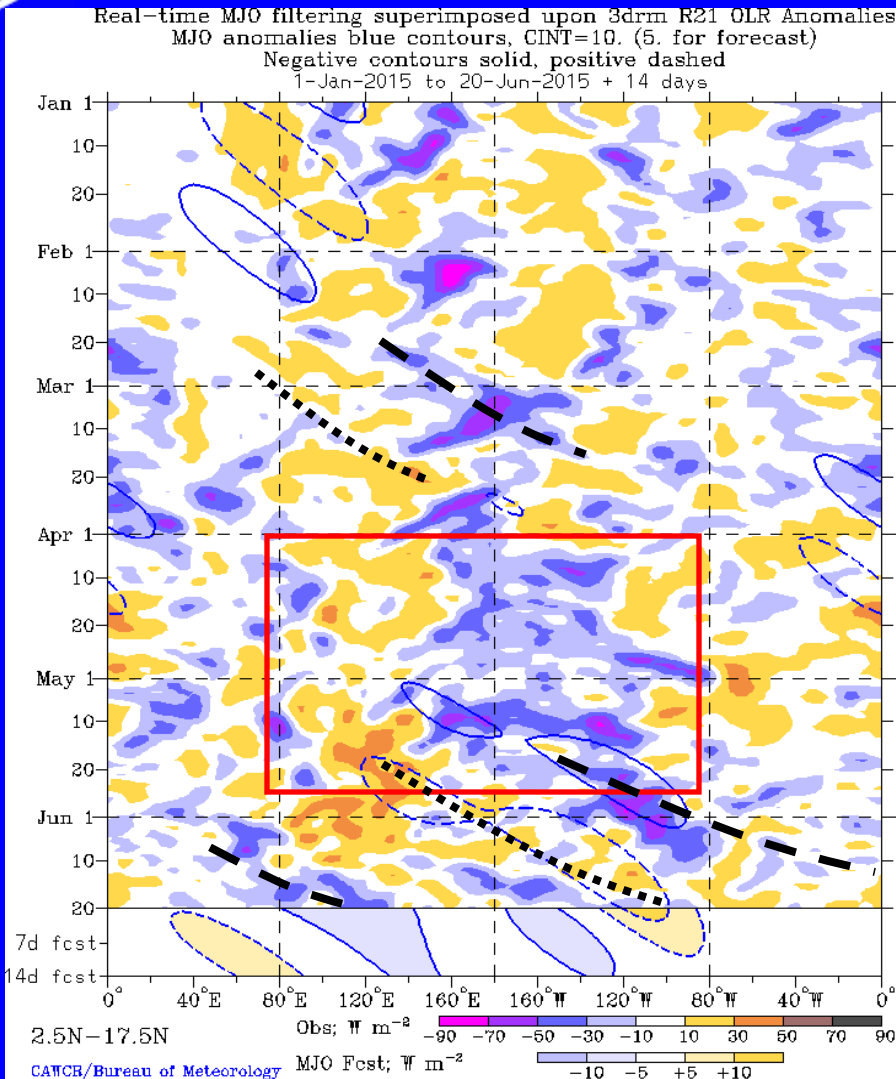 Real-time MJO filtering superimposed upon 3drm R21 OLR Anomalies
MJO anomalies blue contours, CINT=10. (5. for forecast)
Negative contours solid, positive dashed
1-Jan-2015 to 20-Jun-2015 + 14 days
Jan 1
10
20
Feb 1
10
20
Mar 1
10
20
Apr 1
10
20
May 1
10
20
Jun 1
10
20
7d fcst
14d fcst
0° 40°E 80°E 120°E 160°E 160°W 120°W 80°W 40°W 0°
2.5N-17.5N
Obs; W m-2
-90 -70 -50 -30 -10 10 30 50 70 90
CAWCR/Bureau of Meteorology
MJO Fcst; W m-2
-10 -5 +5 +10